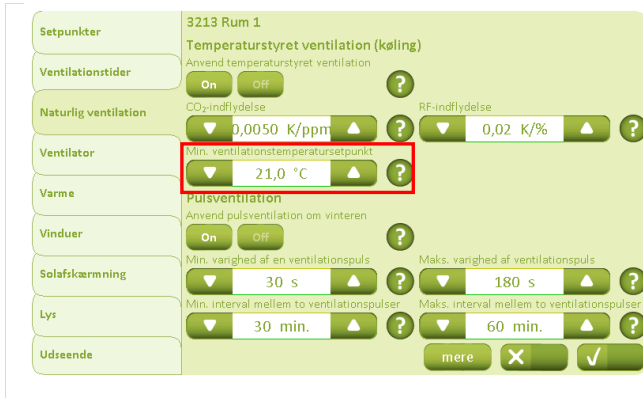 Setpunkter
Ventilationstider
Naturlig ventilation
Ventilator
Varme
Vinduer
Solafskærmning
Lys
Udseende
3213 Rum 1
Temperaturstyret ventilation (køling)
Anvend temperaturstyret ventilation
On Off ?
CO₂-indflydelse RF-indflydelse
0,0050 K/ppm ? 0,02 K/% ?
Min. ventilationstemperatursetpunkt
21,0 °C ?
Pulsventilation
Anvend pulsventilation om vinteren
On Off ?
Min. varighed af en ventilationspuls Maks. varighed af ventilationspuls
30 s ? 180 s ?
Min. interval mellem to ventilationspulser Maks. interval mellem to ventilationspulser
30 min. ? 60 min. ?
mere